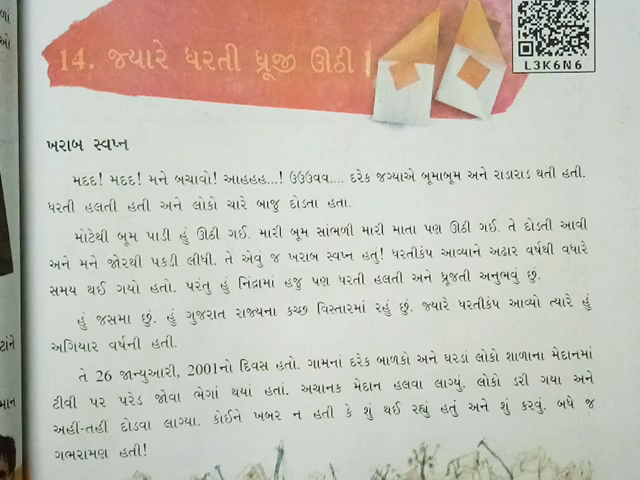 14. જ્યારે ધરતી ધ્રૂજી ઊઠી !
L3K6N6
ખરાબ સ્વપ્ન
મદદ! મદદ! મને બચાવો! આહહહ...! ઉઉઉવવ.... દરેક જગ્યાએ બૂમાબૂમ અને રાડારાડ થતી હતી.
ધરતી હલતી હતી અને લોકો ચારે બાજુ દોડતા હતા.
મોટેથી બૂમ પાડી હું ઊઠી ગઈ. મારી બૂમ સાંભળી મારી માતા પણ ઊઠી ગઈ. તે દોડતી આવી
અને મને જોરથી પકડી લીધી. તે એવું જ ખરાબ સ્વપ્ન હતું! ધરતીકંપ આવ્યાને અઢાર વર્ષથી વધારે
સમય થઈ ગયો હતો. પરંતુ હું નિંદ્રામાં હજુ પણ ધરતી હલતી અને ધ્રૂજતી અનુભવું છું.
હું જસમા છું. હું ગુજરાત રાજ્યના કચ્છ વિસ્તારમાં રહું છું. જ્યારે ધરતીકંપ આવ્યો ત્યારે હું
અગિયાર વર્ષની હતી.
તે 26 જાન્યુઆરી, 2001નો દિવસ હતો. ગામનાં દરેક બાળકો અને ઘરડાં લોકો શાળાના મેદાનમાં
ટીવી પર પરેડ જોવા ભેગાં થયાં હતાં. અચાનક મેદાન હલવા લાગ્યું. લોકો ડરી ગયા અને
અહીં-તહીં દોડવા લાગ્યા. કોઈને ખબર ન હતી કે શું થઈ રહ્યું હતું અને શું કરવું. બધે જ
ગભરામણ હતી!